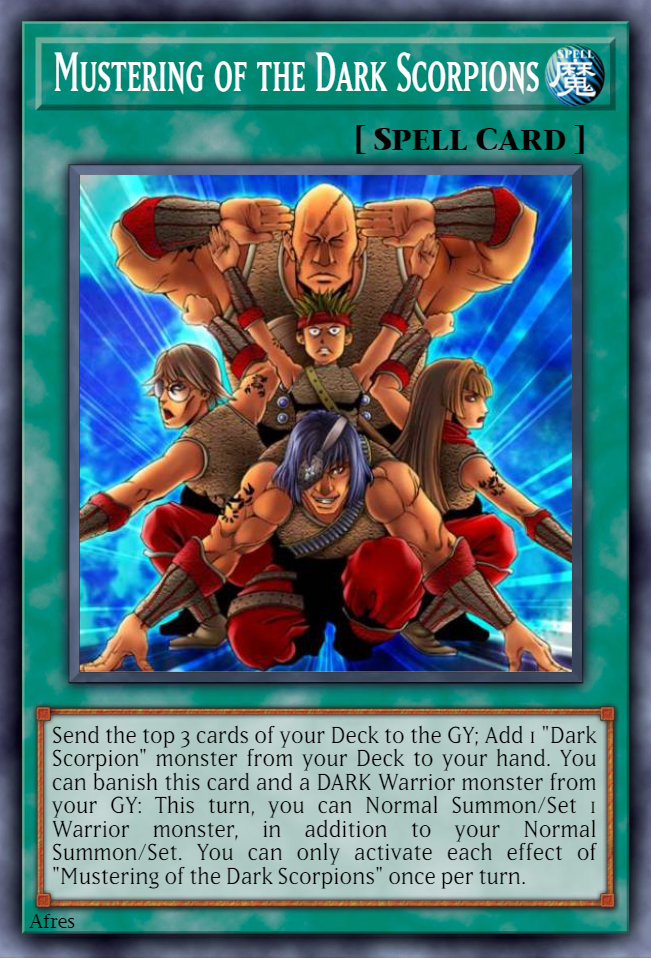 Mustering of the Dark Scorpions
SPELL
魔
[ Spell Card ]
Send the top 3 cards of your Deck to the GY; Add 1 "Dark
Scorpion" monster from your Deck to your hand. You
can banish this card and a DARK Warrior monster from
your GY: This turn, you can Normal Summon/Set 1
Warrior monster, in addition to your Normal
Summon/Set. You can only activate each effect of
"Mustering of the Dark Scorpions" once per turn.
Afres